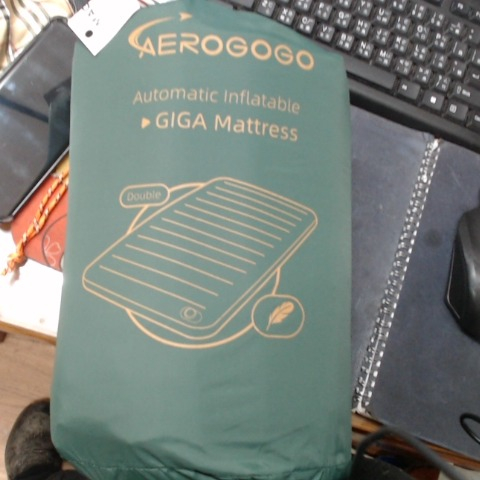 AEROGOGO
Automatic Inflatable
GIGA Mattress
Double